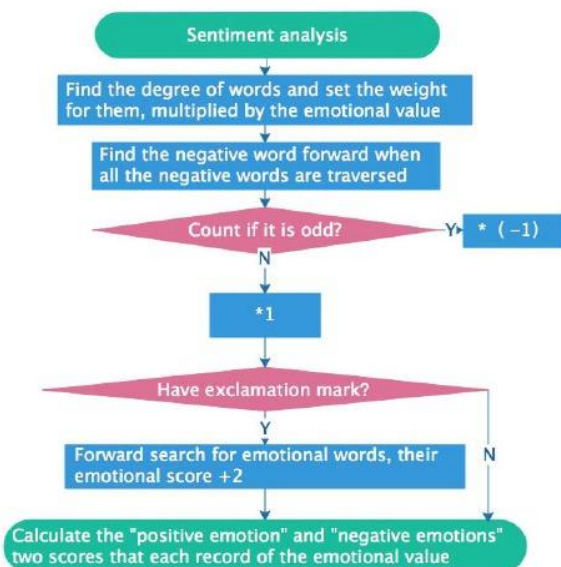 Sentiment analysis
Find the degree of words and set the weight
for them, multiplied by the emotional value
Find the negative word forward when
all the negative words are traversed
Count if it is odd?
Y
* (-1)
N
*1
Have exclamation mark?
Y
N
Forward search for emotional words, their
emotional score +2
Calculate the "positive emotion" and "negative emotions"
two scores that each record of the emotional value